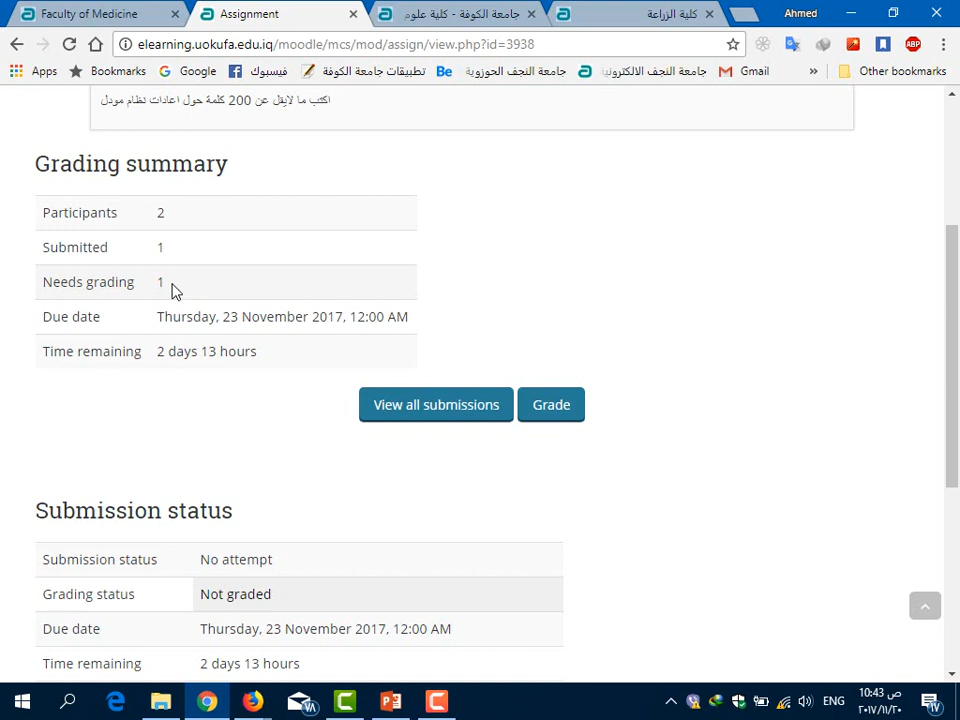 Faculty of Medicine
Assignment
جامعة الكوفة - كلية علوم
كلية الزراعة
Ahmed
elearning.uokufa.edu.iq/moodle/mcs/mod/assign/view.php?id=3938
ABP
Apps
Bookmarks
Google
فيسبوك
تطبيقات جامعة الكوفة
Be
جامعة النجف الحوزوية
جامعة النجف الالكترونية
Gmail
»
Other bookmarks
اكتب ما لايقل عن 200 كلمة حول اعادات نظام مودل
Grading summary
Participants 2
Submitted 1
Needs grading 1
Due date Thursday, 23 November 2017, 12:00 AM
Time remaining 2 days 13 hours
View all submissions Grade
Submission status
Submission status No attempt
Grading status Not graded
Due date Thursday, 23 November 2017, 12:00 AM
Time remaining 2 days 13 hours
ENG
10:43 ص
٢٠١٧/١١/٢٠